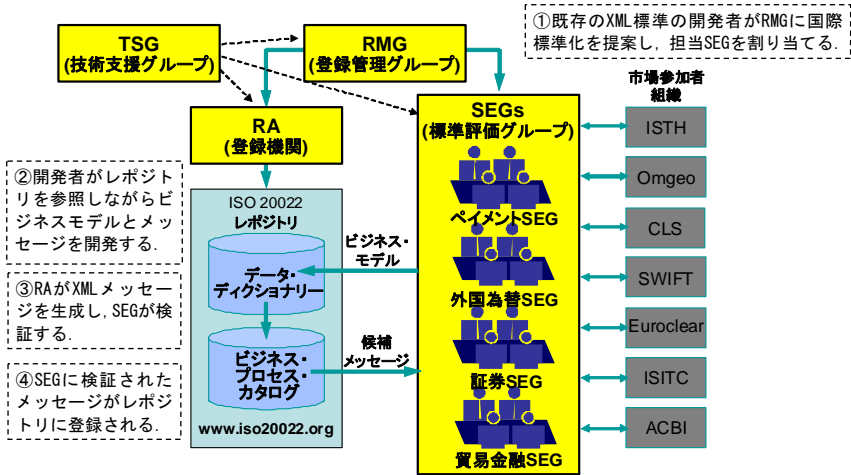 ①既存のXML標準の開発者がRMGに国際
標準化を提案し，担当SEGを割り当てる.
TSG
(技術支援グループ)
RMG
(登録管理グループ)
RA
(登録機関)
SEGs
(標準評価グループ)
市場参加者
組織
②開発者がレポジト
リを参照しながらビ
ジネスモデルとメッ
セージを開発する.
③RAがXMLメッセー
ジを生成し,SEGが検
証する.
④SEGに検証された
メッセージがレポジ
トリに登録される.
ISO 20022
レポジトリ
データ・
ディクショナリー
ビジネス・
プロセス・
カタログ
www.iso20022.org
ビジネス・
モデル
候補
メッセージ
ペイメントSEG
外国為替SEG
証券SEG
貿易金融SEG
ISTH
Omgeo
CLS
SWIFT
Euroclear
ISITC
ACBI